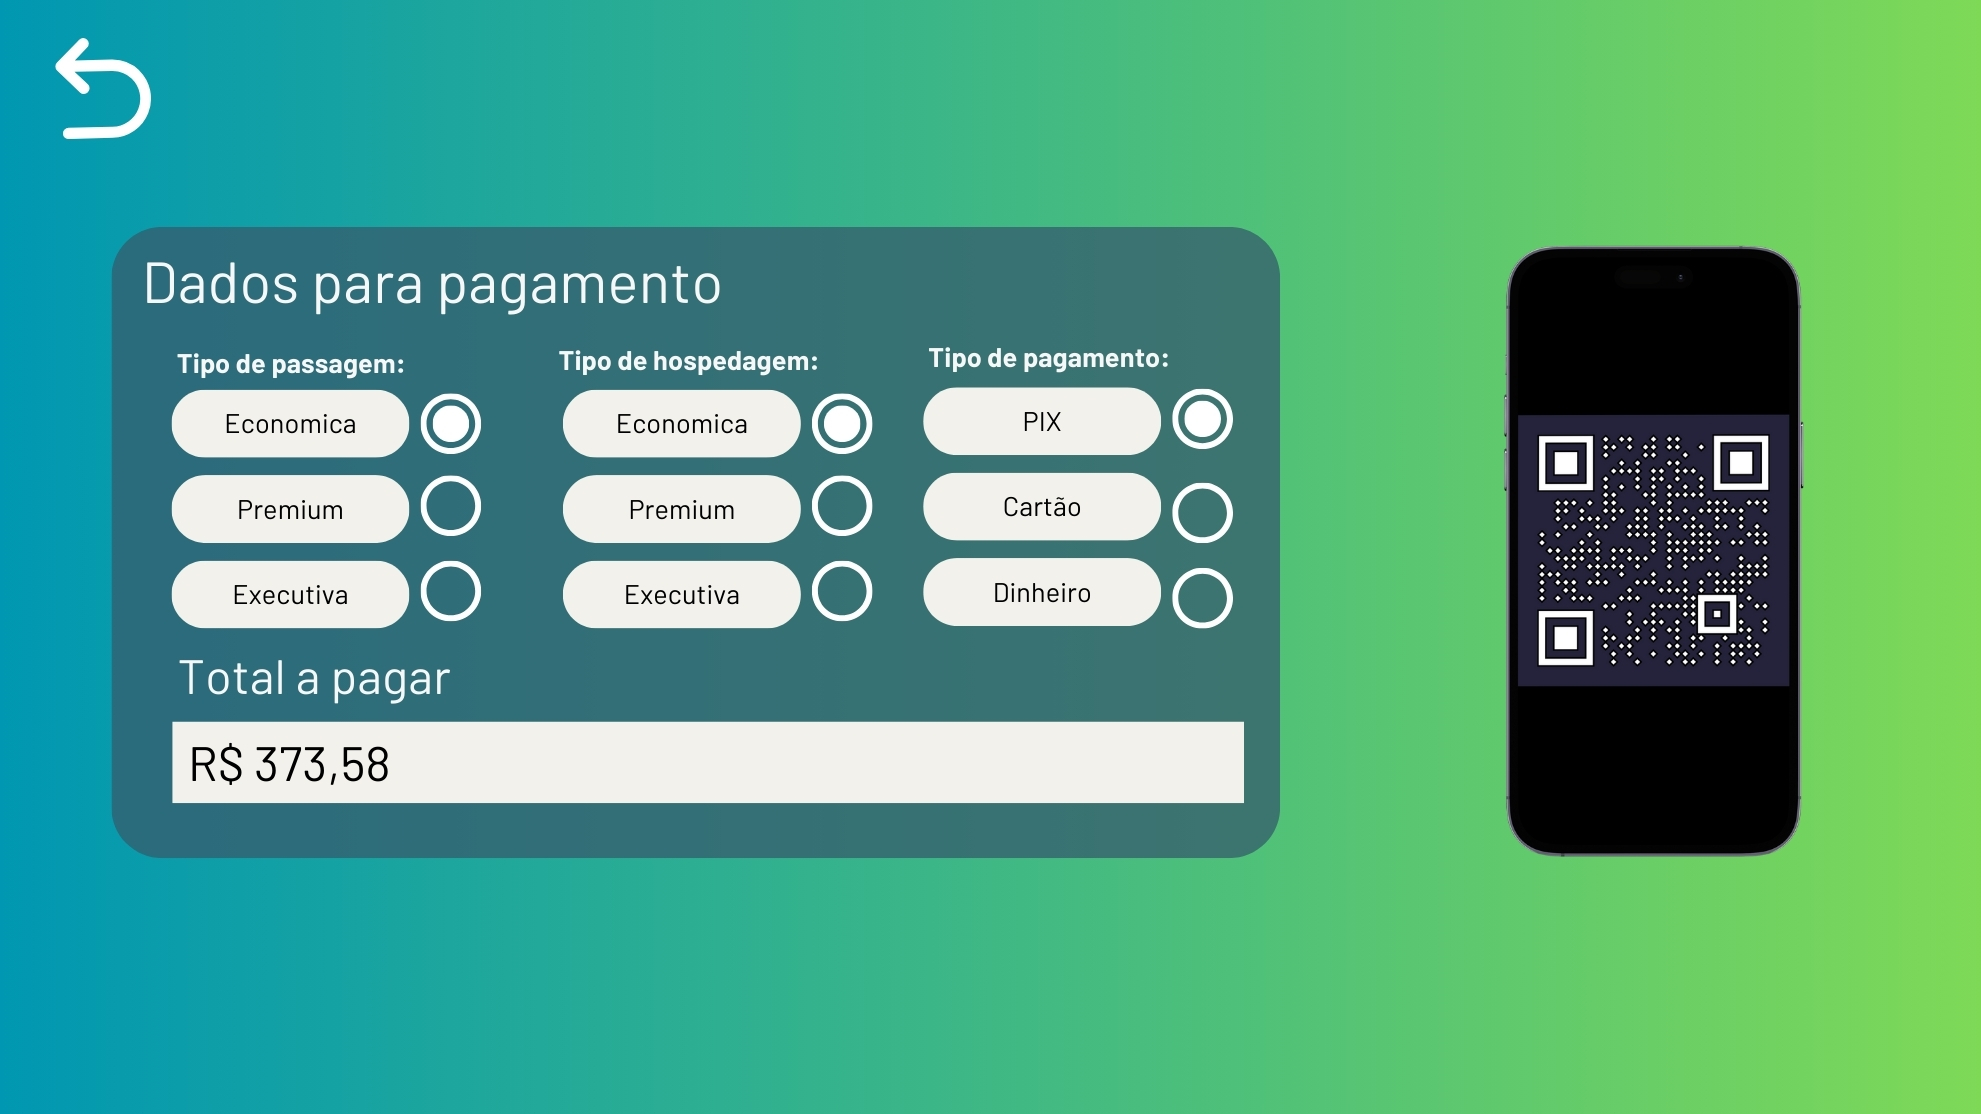 Dados para pagamento
Tipo de passagem:
Economica
Premium
Executiva
Tipo de hospedagem:
Economica
Premium
Executiva
Tipo de pagamento:
PIX
Cartão
Dinheiro
Total a pagar
R$ 373,58